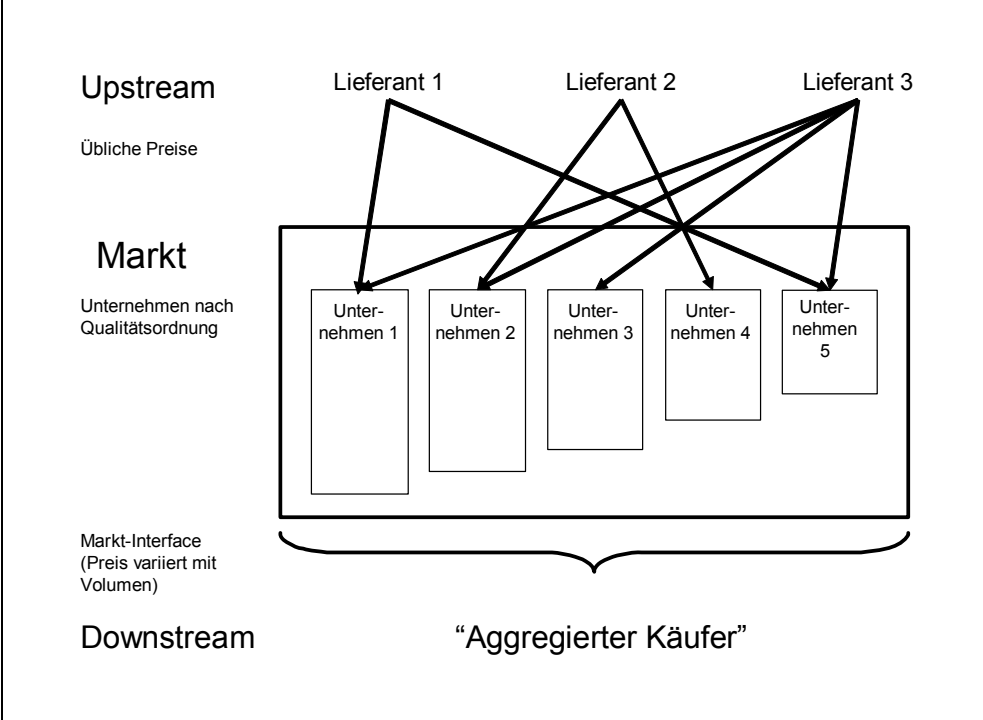 Upstream
Lieferant 1
Lieferant 2
Lieferant 3
Übliche Preise
Markt
Unternehmen nach
Qualitätsordnung
Unter-
nehmen 1
Unter-
nehmen 2
Unter-
nehmen 3
Unter-
nehmen 4
Unter-
nehmen
5
Markt-Interface
(Preis variiert mit
Volumen)
Downstream
“Aggregierter Käufer”